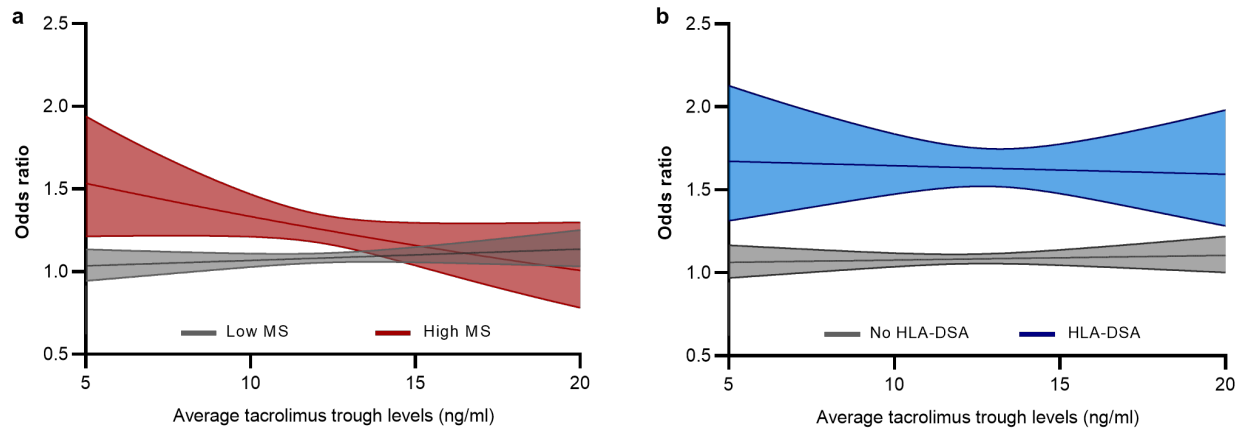 a
2.5
2.0
1.5
1.0
0.5
Odds ratio
Low MS
High MS
5
10
15
20
Average tacrolimus trough levels (ng/ml)
b
2.5
2.0
1.5
1.0
0.5
Odds ratio
No HLA-DSA
HLA-DSA
5
10
15
20
Average tacrolimus trough levels (ng/ml)